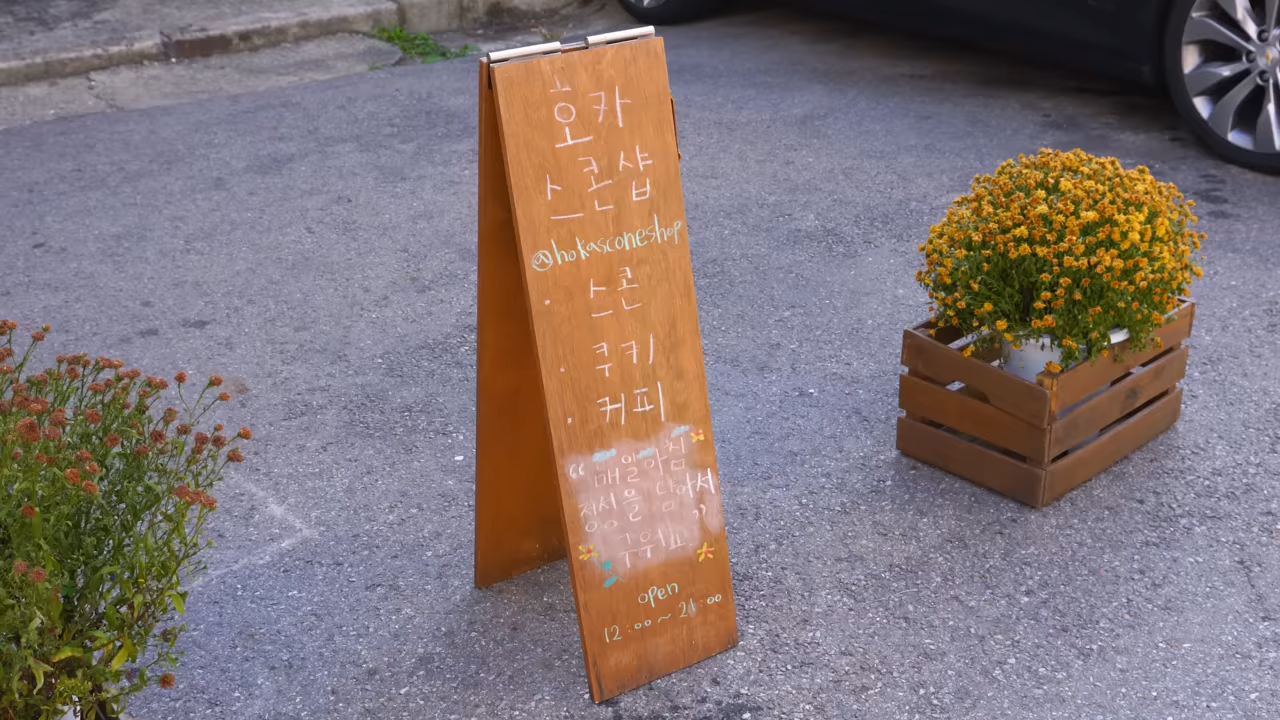 호카
스콘샵
@hokasconeshop
· 스콘
· 쿠키
· 커피
“매일아침
정성을 담아서
구워요”
open
12:00~21:00